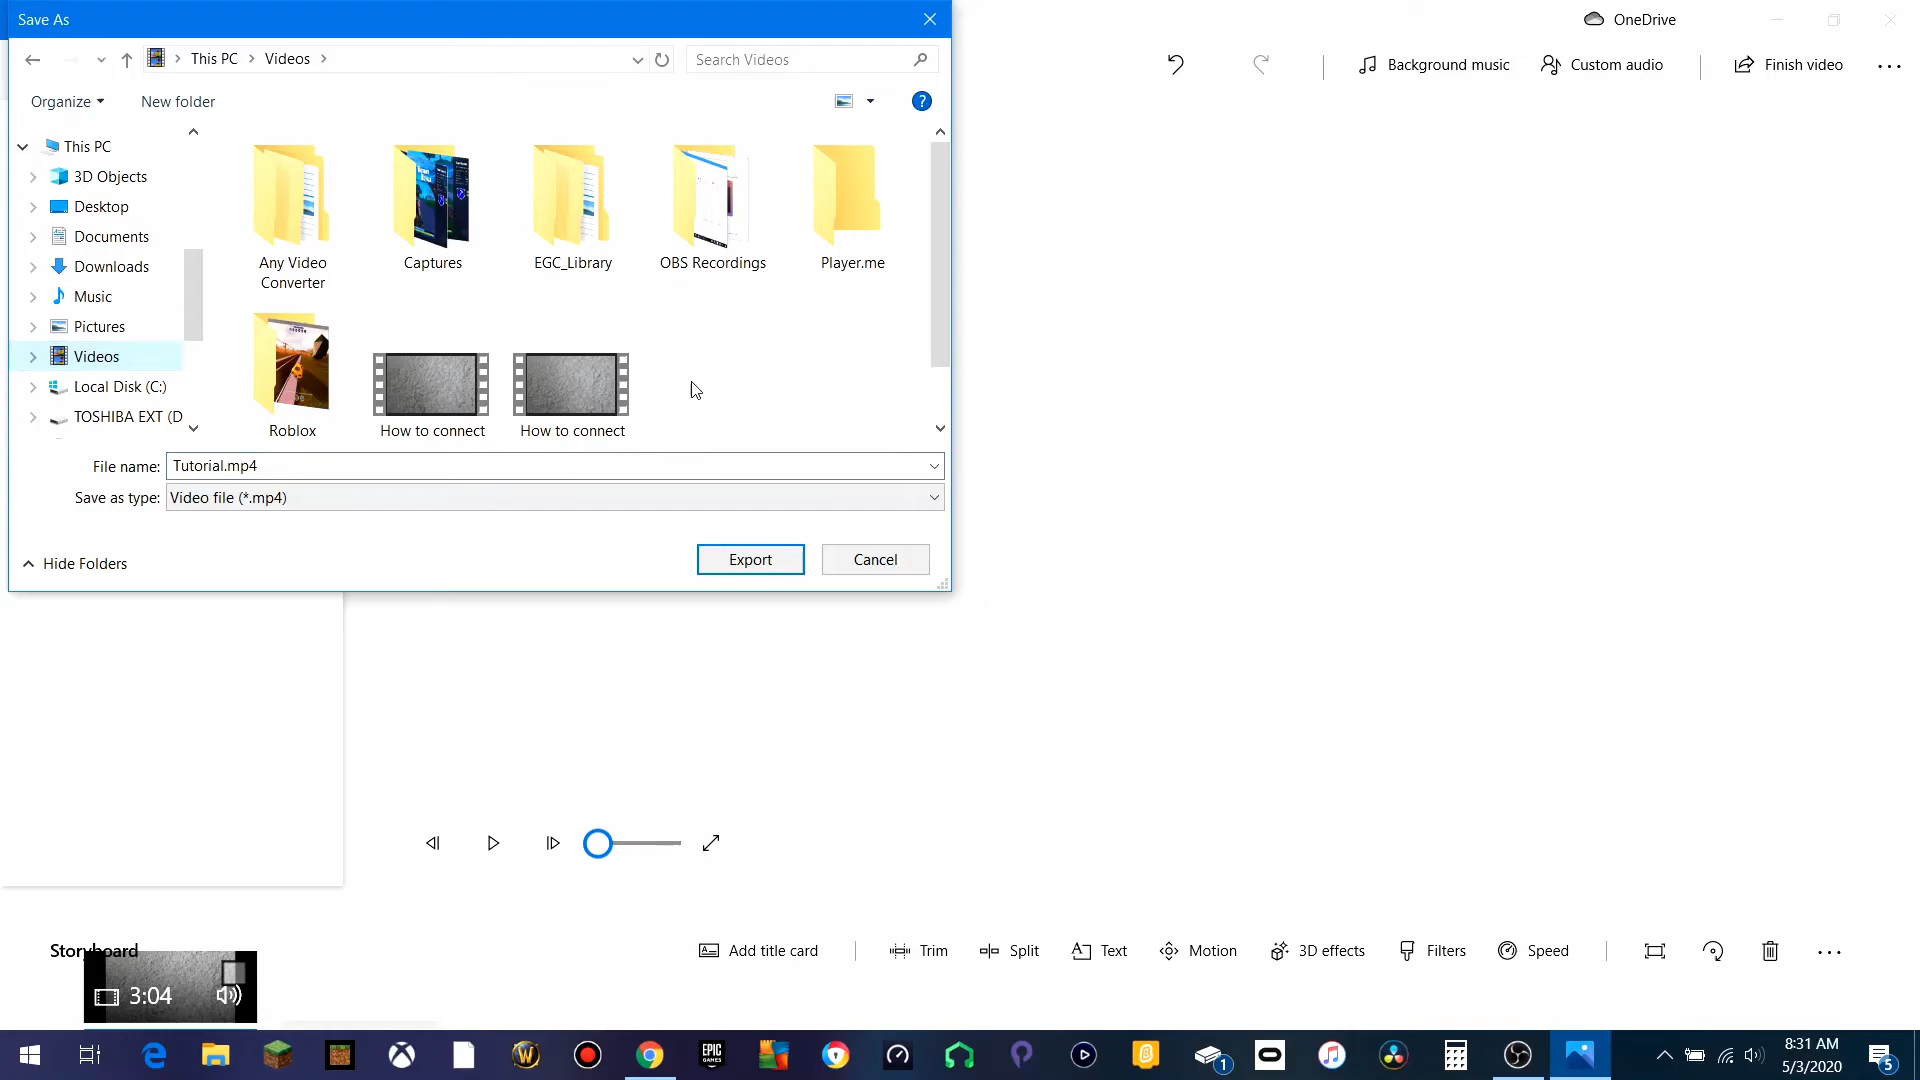 Save As
OneDrive
This PC
Videos
Search Videos
Background music
Custom audio
Finish video
Organize
New folder
This PC
3D Objects
Desktop
Documents
Downloads
Music
Pictures
Videos
Local Disk (C:)
TOSHIBA EXT (D
Any Video
Converter
Captures
EGC_Library
OBS Recordings
Player.me
Roblox
How to connect
How to connect
File name:
Tutorial.mp4
Save as type:
Video file (*.mp4)
Hide Folders
Export
Cancel
Storyboard
3:04
Add title card
Trim
Split
Text
Motion
3D effects
Filters
Speed
EPIC
GAMES
1
8:31 AM
5/3/2020
5